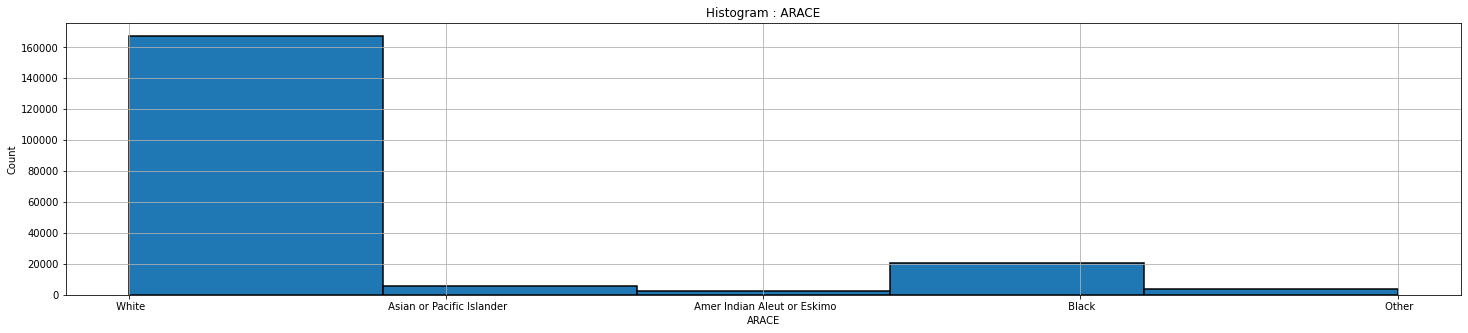 Histogram : ARACE
160000
140000
120000
100000
80000
60000
40000
20000
0
Count
White
Asian or Pacific Islander
Amer Indian Aleut or Eskimo
Black
Other
ARACE